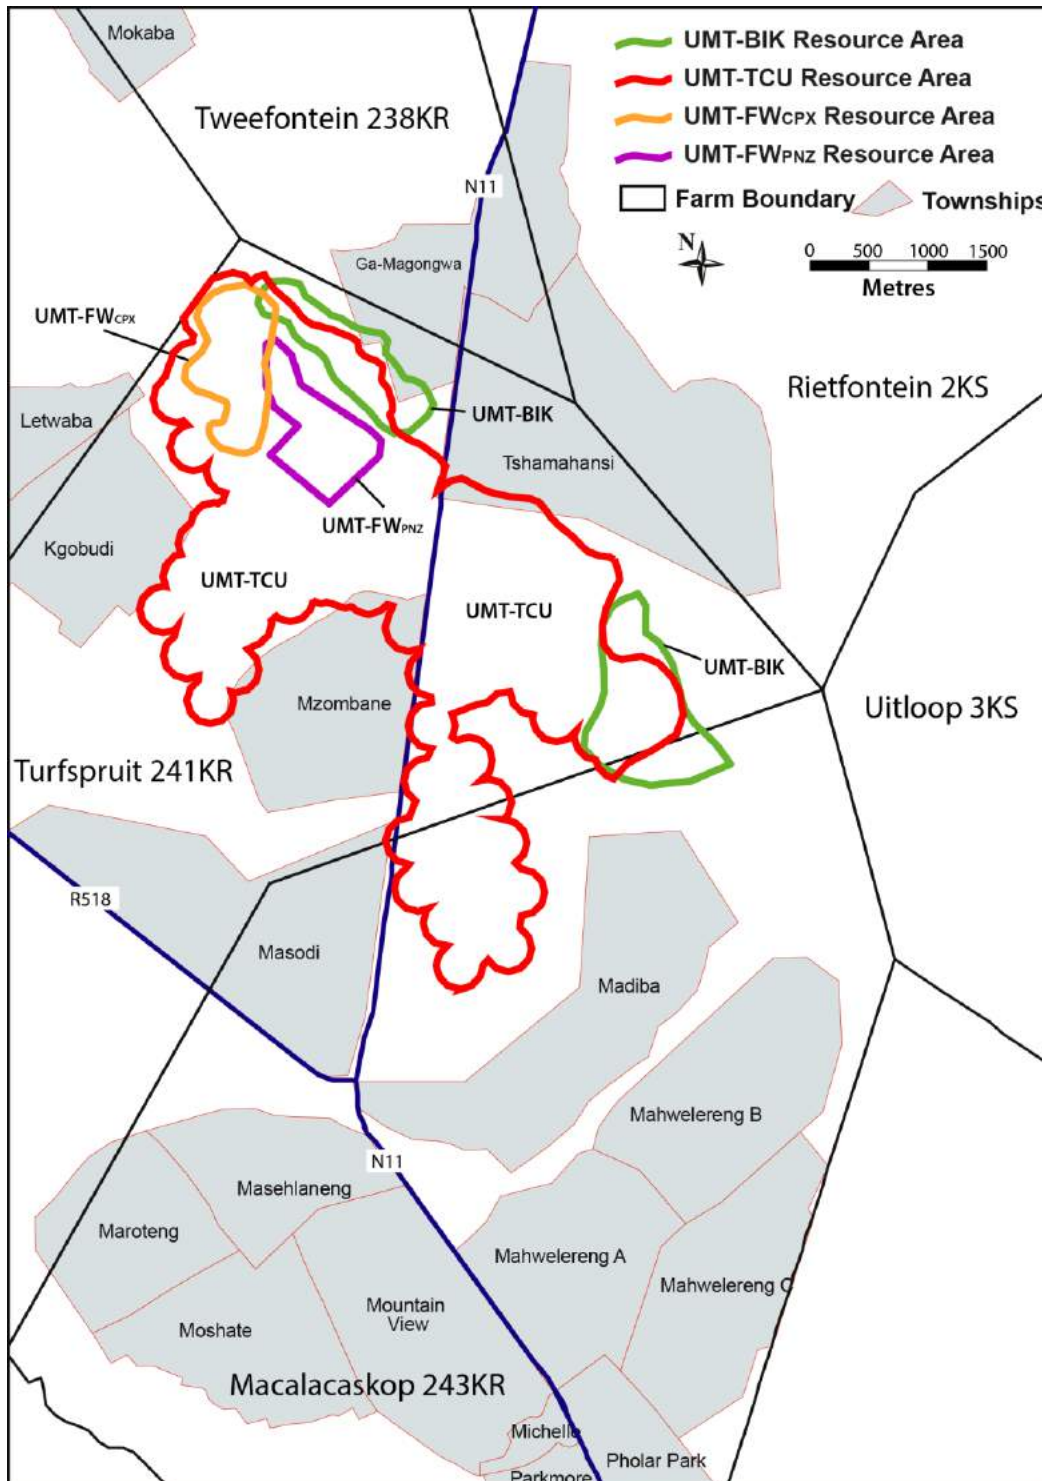 Mokaba
UMT-BIK Resource Area
UMT-TCU Resource Area
Tweefontein 238KR
UMT-FWCPX Resource Area
UMT-FWPNZ Resource Area
N11
Farm Boundary
Townships
N
0 500 1000 1500
Metres
Ga-Magongwa
UMT-FWCPX
Rietfontein 2KS
Letwaba
UMT-BIK
Tshamahansi
UMT-FWPNZ
Kgobudi
UMT-TCU
UMT-TCU
UMT-BIK
Mzombane
Uitloop 3KS
Turfspruit 241KR
R518
Masodi
Madiba
Mahwelereng B
N11
Masehlaneng
Maroteng
Mahwelereng A
Mahwelereng C
Mountain
View
Moshate
Macalacaskop 243KR
Michelle
Pholar Park
Parkmore